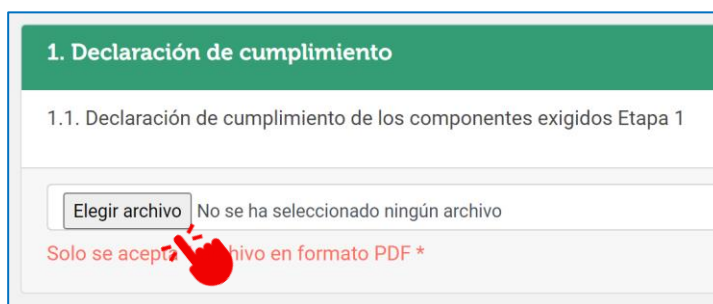 1. Declaración de cumplimiento
1.1. Declaración de cumplimiento de los componentes exigidos Etapa 1
Elegir archivo No se ha seleccionado ningún archivo
Solo se acepta en formato PDF *